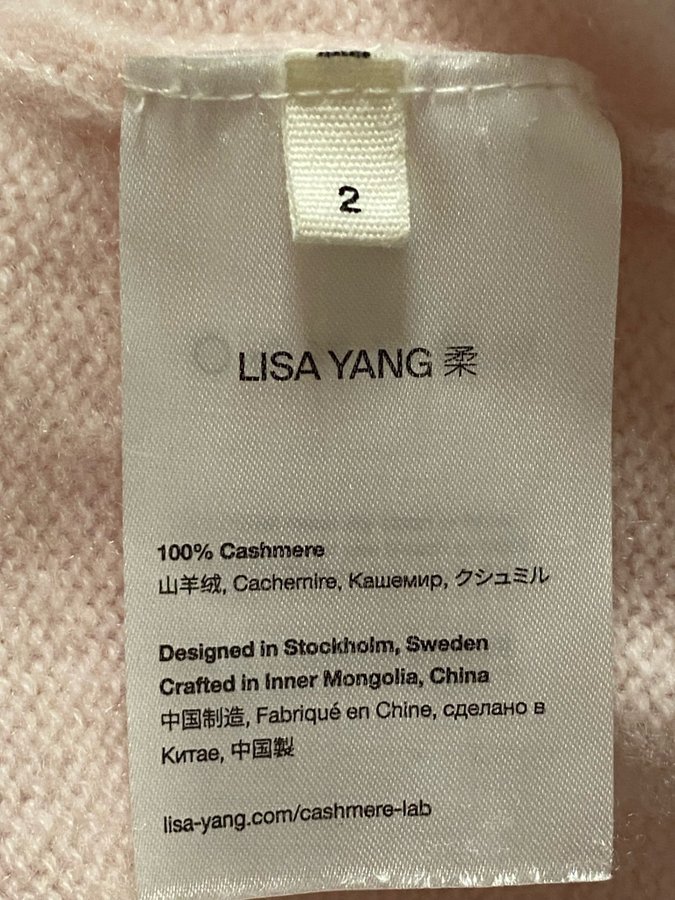 2
LISA YANG 柔
100% Cashmere
山羊绒, Cachemire, Кашемир, クシュミル
Designed in Stockholm, Sweden
Crafted in Inner Mongolia, China
中国制造, Fabriqué en Chine, сделано в
Китае, 中国製
lisa-yang.com/cashmere-lab